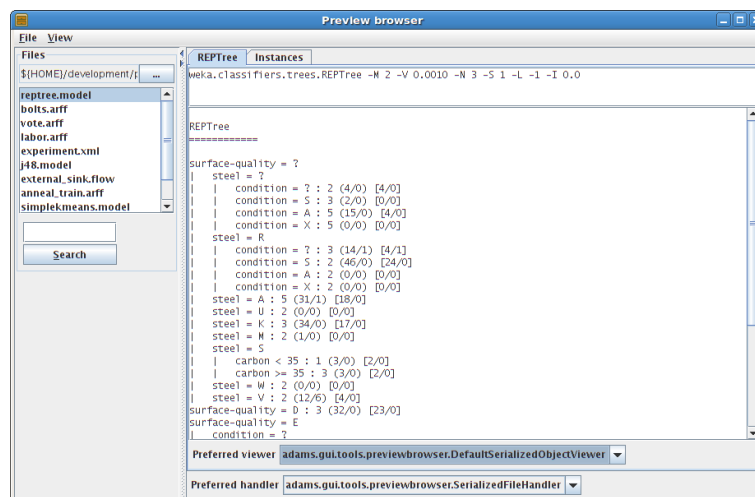 Preview browser
File View
Files
${HOME}/development/p
...
reptree.model
bolts.arff
vote.arff
labor.arff
experiment.xml
j48.model
external_sink.flow
anneal_train.arff
simplekmeans.model
Search
REPTree Instances
weka.classifiers.trees.REPTree -M 2 -V 0.0010 -N 3 -S 1 -L -1 -I 0.0
REPTree
============
surface-quality = ?
|   steel = ?
|   |   condition = ? : 2 (4/0) [4/0]
|   |   condition = S : 3 (2/0) [0/0]
|   |   condition = A : 5 (15/0) [4/0]
|   |   condition = X : 5 (0/0) [0/0]
|   steel = R
|   |   condition = ? : 3 (14/1) [4/1]
|   |   condition = S : 2 (46/0) [24/0]
|   |   condition = A : 2 (0/0) [0/0]
|   |   condition = X : 2 (0/0) [0/0]
|   steel = A : 5 (31/1) [18/0]
|   steel = U : 2 (0/0) [0/0]
|   steel = K : 3 (34/0) [17/0]
|   steel = M : 2 (1/0) [0/0]
|   steel = S
|   |   carbon < 35 : 1 (3/0) [2/0]
|   |   carbon >= 35 : 3 (3/0) [2/0]
|   steel = W : 2 (0/0) [0/0]
|   steel = V : 2 (12/6) [4/0]
surface-quality = D : 3 (32/0) [23/0]
surface-quality = E
|   condition = ?
Preferred viewer adams.gui.tools.previewbrowser.DefaultSerializedObjectViewer
Preferred handler adams.gui.tools.previewbrowser.SerializedFileHandler